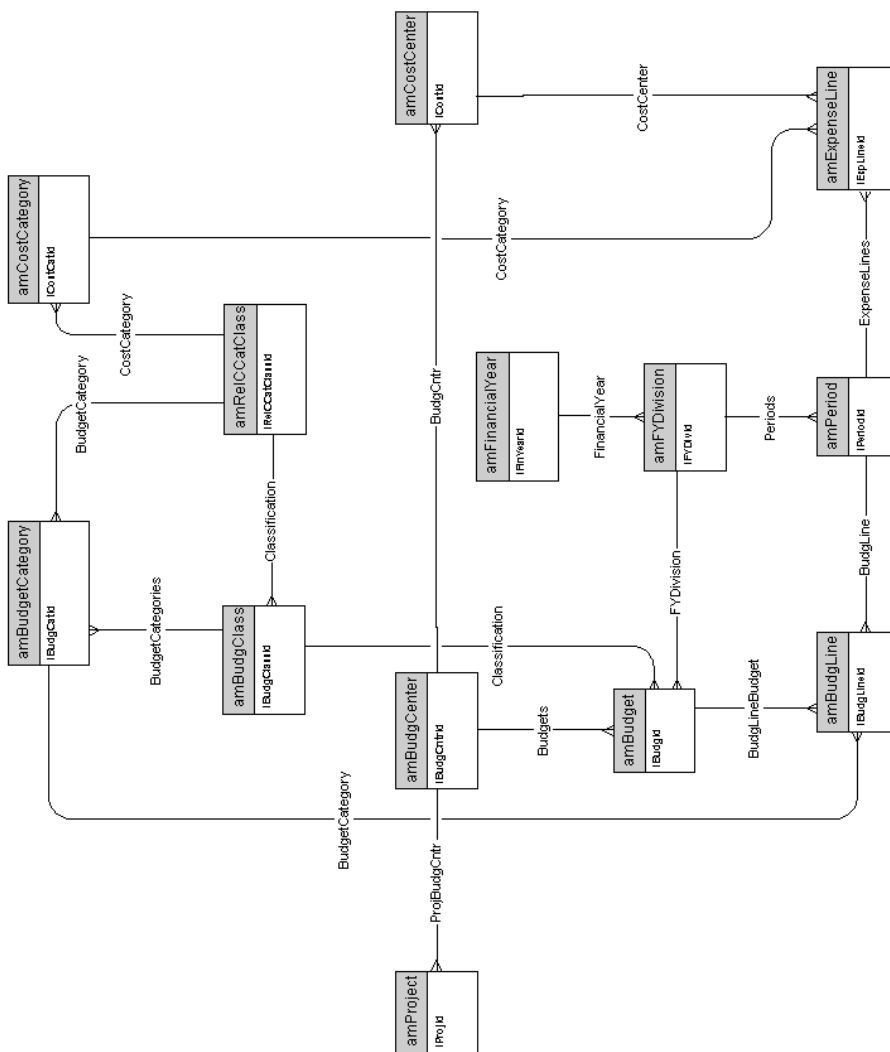 amCostCategory
lCostCatId
CostCategory
amRelCCatClass
lRelCCatClassId
BudgetCategory
amBudgetCategory
lBudgCatId
Classification
BudgetCategories
amBudgClass
lBudgClassId
BudgetCategory
amCostCenter
lCostId
BudgCntr
amBudgCenter
lBudgCntrId
ProjBudgCntr
amProject
lProjId
CostCategory
CostCenter
amFinancialYear
lFinYearId
FinancialYear
amFYDivision
lFYDivId
Periods
FYDivision
Classification
Budgets
amBudget
lBudgId
BudgLineBudget
amExpenseLine
lExpLineId
ExpenseLines
amPeriod
lPeriodId
BudgLine
amBudgLine
lBudgLineId